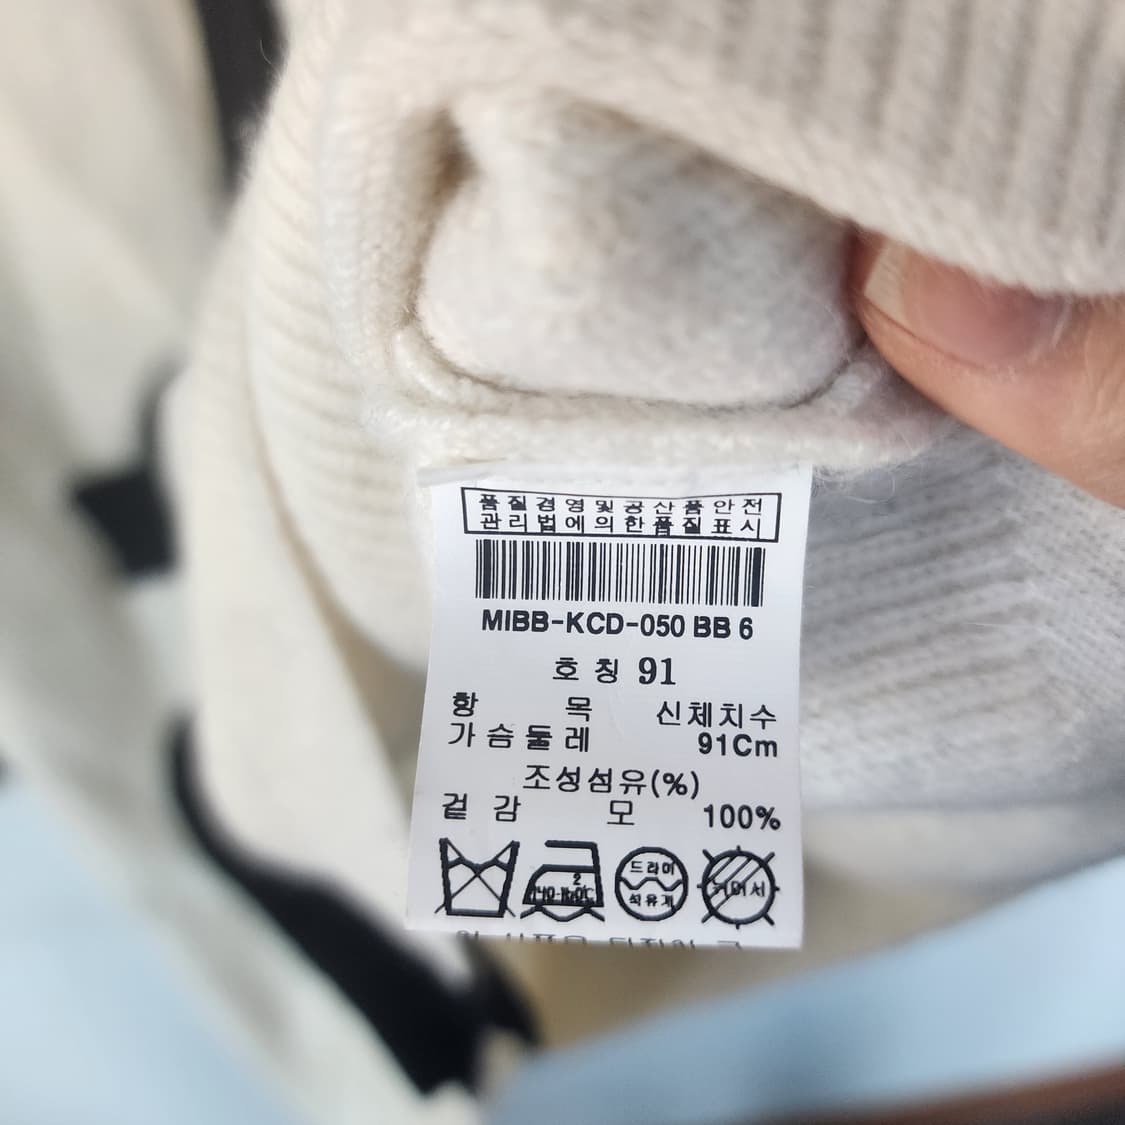 품질경영및공산품안전
관리법에의한품질표시
MIBB-KCD-050 BB 6
호칭 91
항목 신체치수
가슴둘레 91Cm
조성섬유(%)
겉감 모 100%
2
드라이
석유계